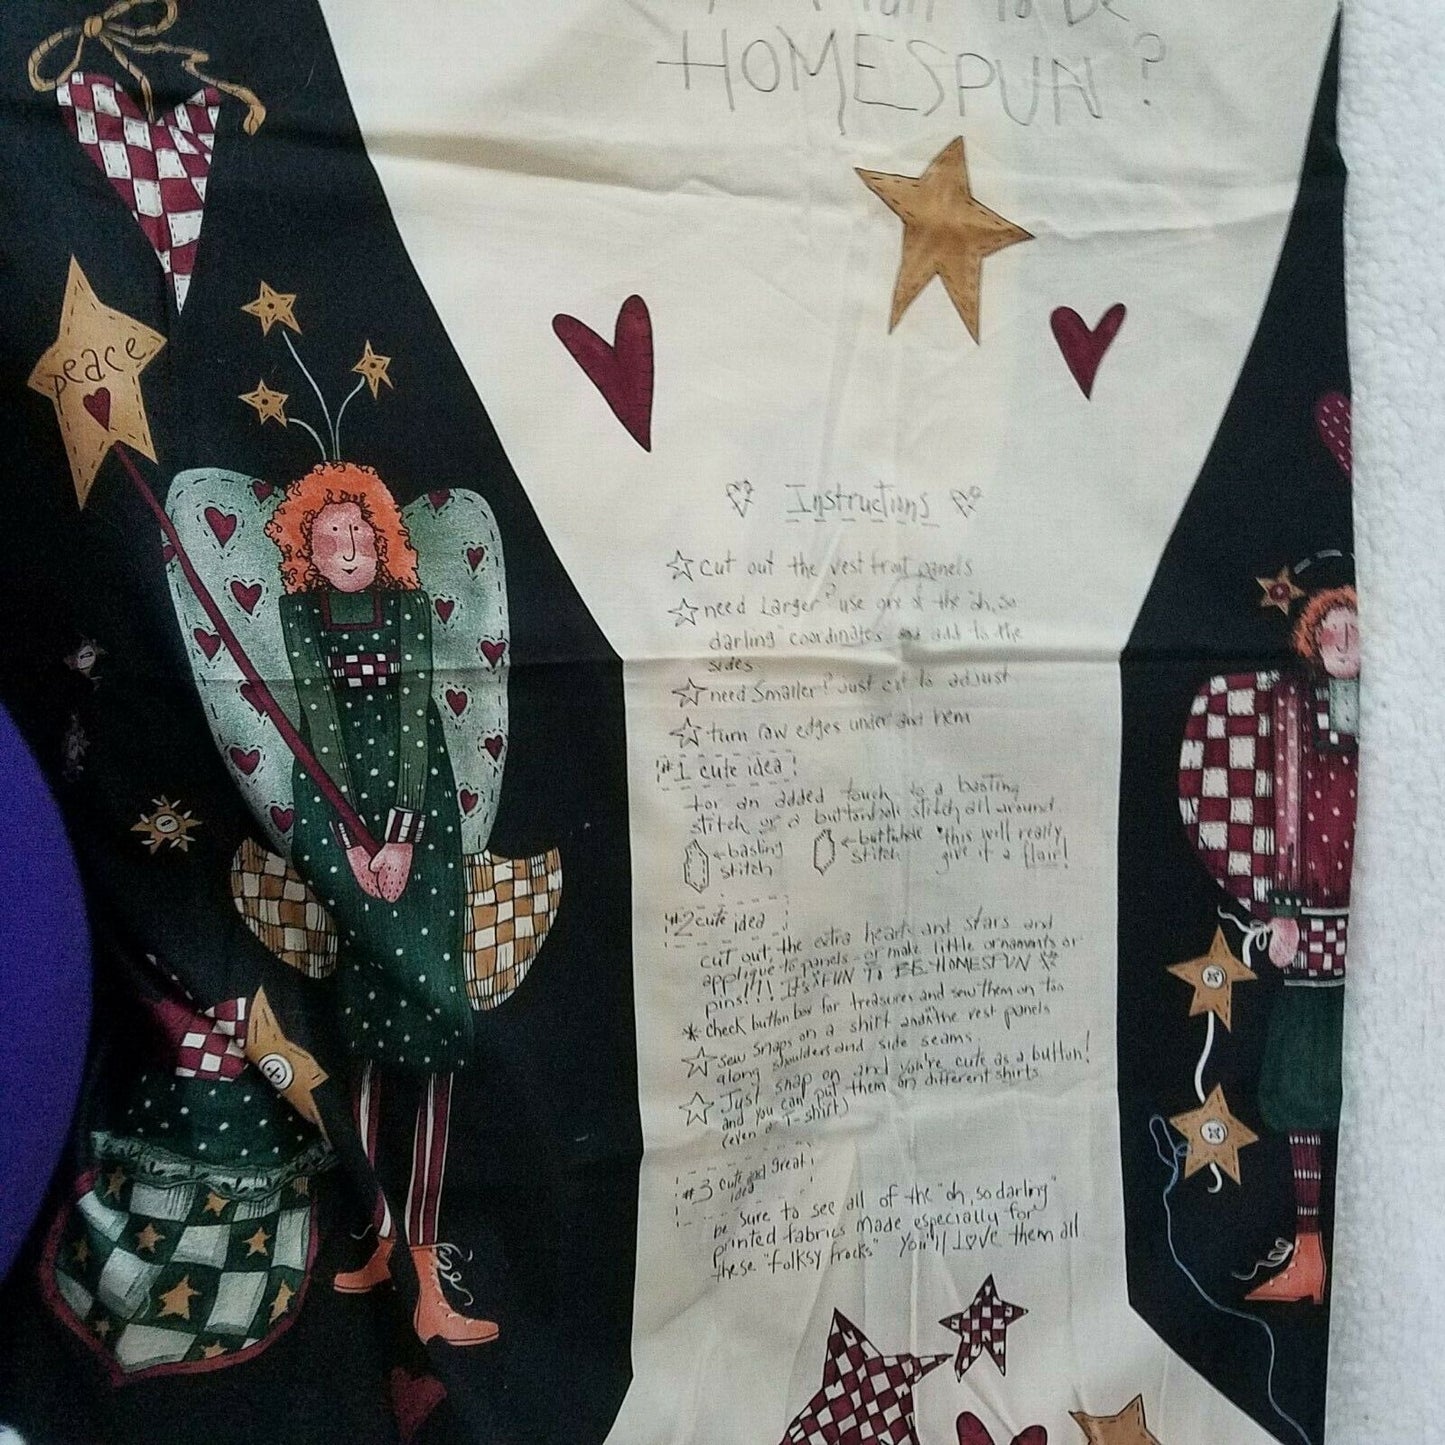 fun to be
HOMESPUN?
peace
Instructions
cut out the vest front panels
need Larger? use one of the "oh, so
darling" coordinates and add to the
sides
need Smaller? Just cut to adjust
turn raw edges under and hem
#1 cute idea
for an added touch, do a basting
stitch or a buttonhole stitch all around.
←basting
stitch
←buttonhole
stitch
this will really
give it a flair!
#2 cute idea
cut out the extra hearts and stars and
applique to panels - or make little ornaments or
pins!!! It's FUN TO BE HOMESPUN
* check button box for treasures and sew them on too
sew snaps on a shirt and the vest panels
along shoulders and side seams.
Just snap on and you're cute as a button!
and you can put them on different shirts
(even a T-shirt)
#3 cute and great
idea
be sure to see all of the "oh, so darling"
printed fabrics made especially for
these "folksy frocks" You'll LOVE them all